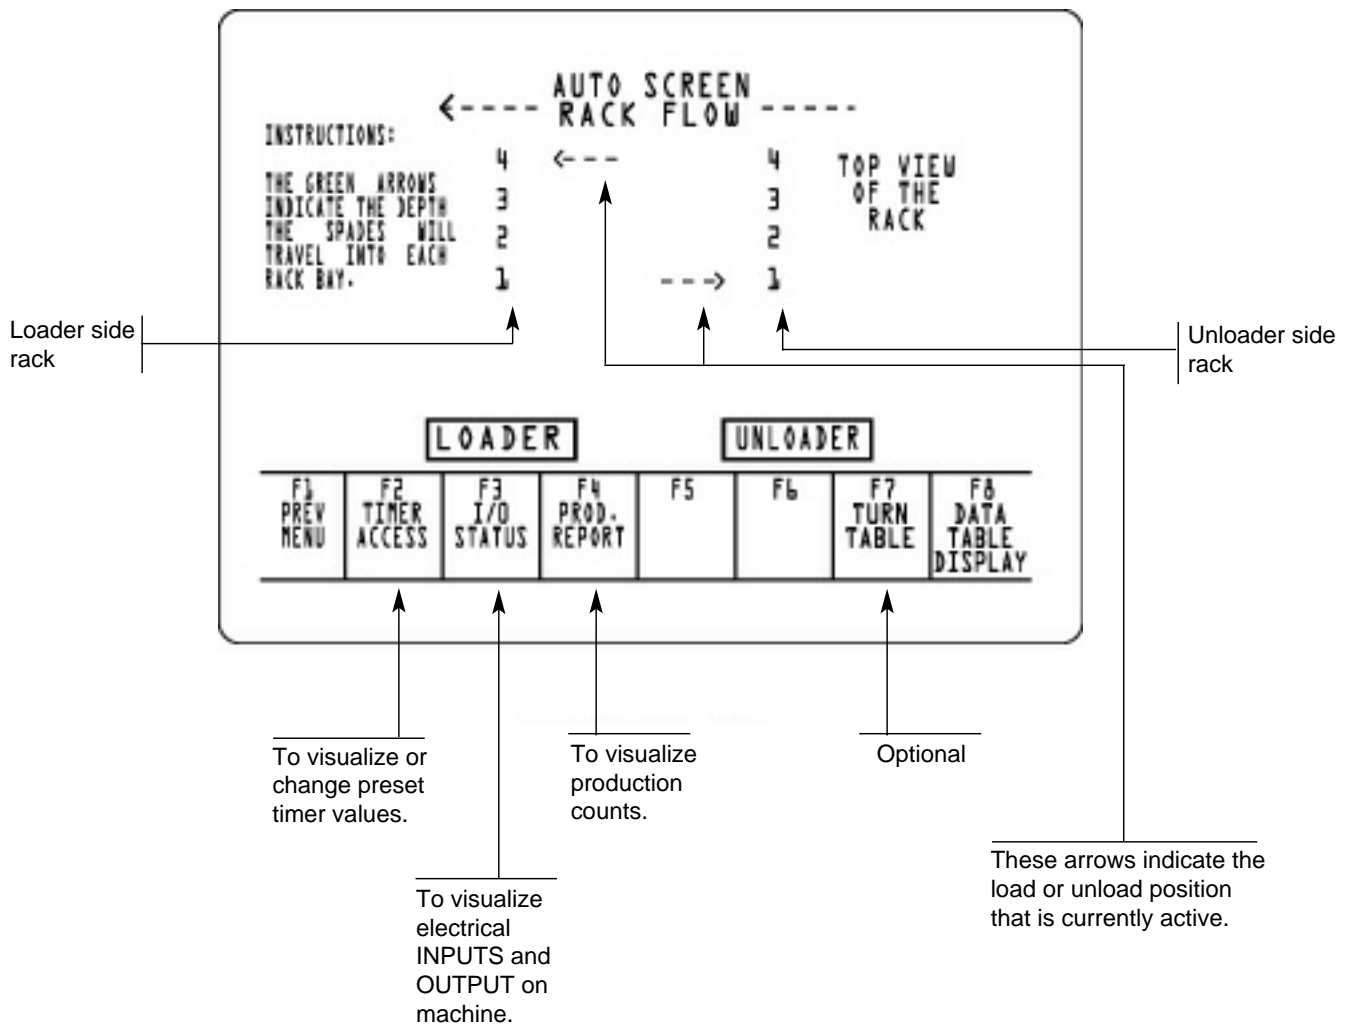 AUTO SCREEN
<---- RACK FLOW -----
INSTRUCTIONS:
THE GREEN ARROWS
INDICATE THE DEPTH
THE SPADES WILL
TRAVEL INTO EACH
RACK BAY.
4 <--- 4
3 3
2 2
1 ---> 1
TOP VIEW
OF THE
RACK
Loader side
rack
Unloader side
rack
LOADER
UNLOADER
F1
PREV
MENU
F2
TIMER
ACCESS
F3
I/O
STATUS
F4
PROD.
REPORT
F5
F6
F7
TURN
TABLE
F8
DATA
TABLE
DISPLAY
To visualize or
change preset
timer values.
To visualize
electrical
INPUTS and
OUTPUT on
machine.
To visualize
production
counts.
Optional
These arrows indicate the
load or unload position
that is currently active.